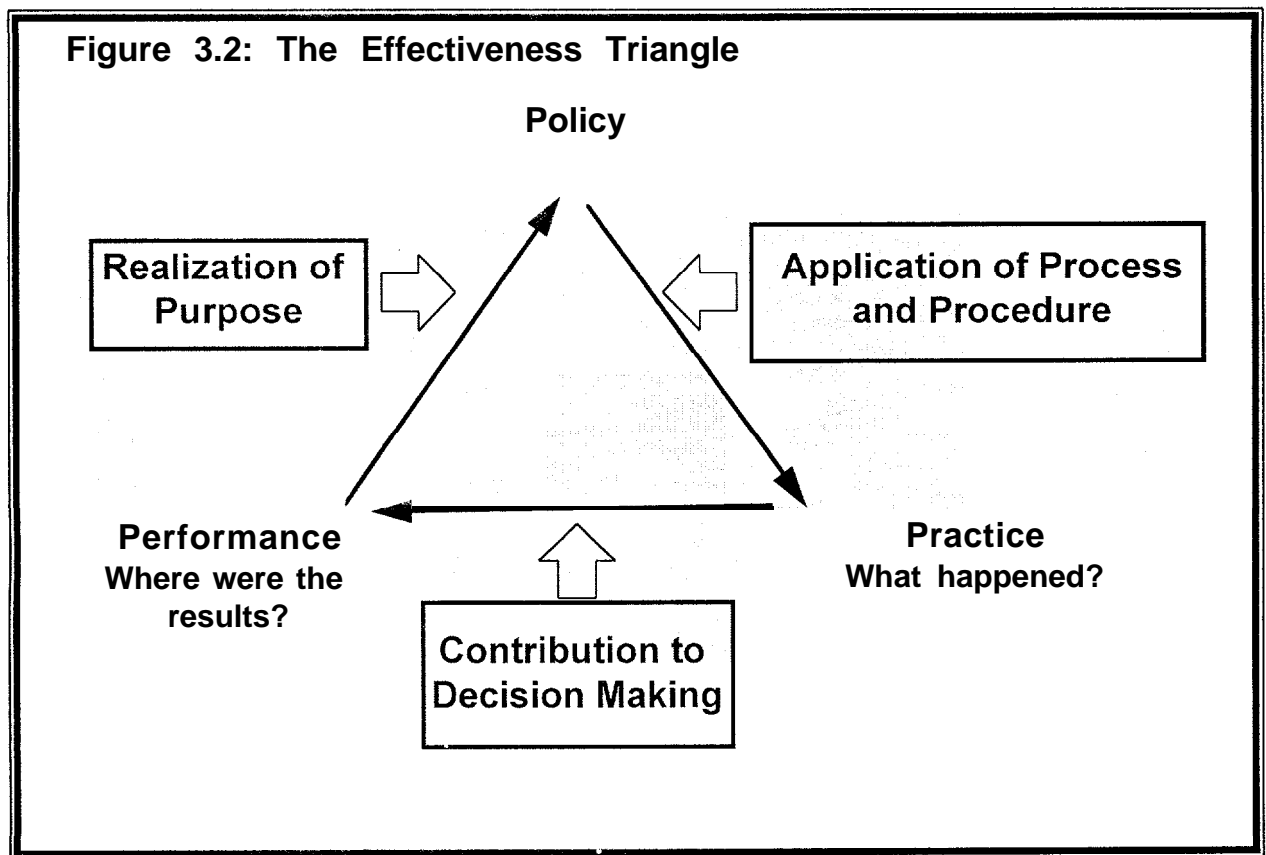 Figure 3.2: The Effectiveness Triangle
Policy
Realization of
Purpose
Application of Process
and Procedure
Performance
Where were the
results?
Practice
What happened?
Contribution to
Decision Making